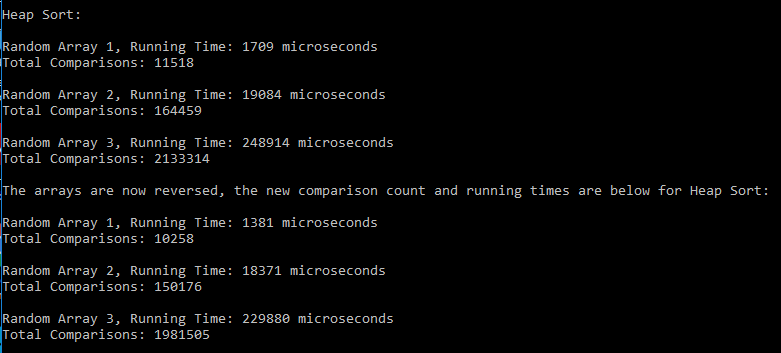 Heap Sort:
Random Array 1, Running Time: 1709 microseconds
Total Comparisons: 11518
Random Array 2, Running Time: 19084 microseconds
Total Comparisons: 164459
Random Array 3, Running Time: 248914 microseconds
Total Comparisons: 2133314
The arrays are now reversed, the new comparison count and running times are below for Heap Sort:
Random Array 1, Running Time: 1381 microseconds
Total Comparisons: 10258
Random Array 2, Running Time: 18371 microseconds
Total Comparisons: 150176
Random Array 3, Running Time: 229880 microseconds
Total Comparisons: 1981505